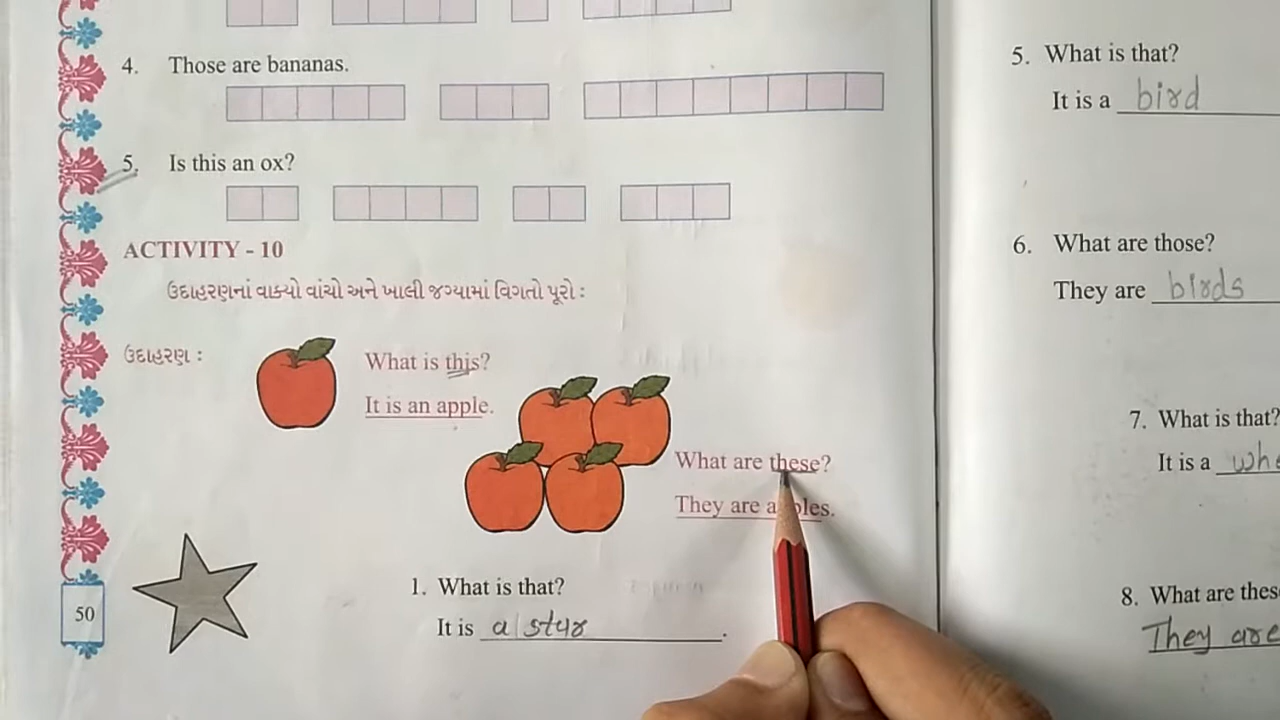 4. Those are bananas.
5. Is this an ox?
ACTIVITY - 10
ઉદાહરણનાં વાક્યો વાંચો અને ખાલી જગ્યામાં વિગતો પૂરો :
ઉદાહરણ :
What is this?
It is an apple.
What are these?
They are apples.
1. What is that?
It is a star.
50
5. What is that?
It is a bird
6. What are those?
They are birds
7. What is that?
It is a whe
8. What are thes
They are